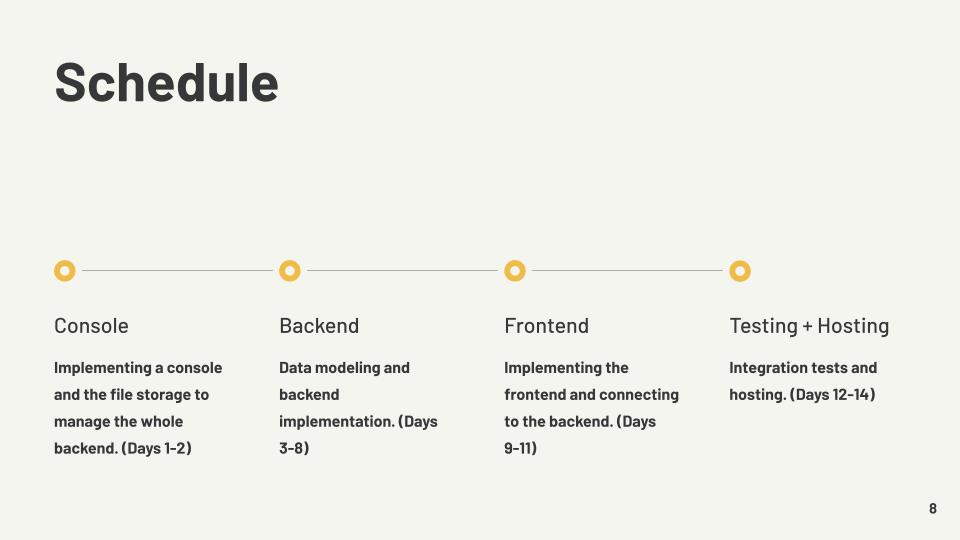 Schedule
Console
Implementing a console
and the file storage to
manage the whole
backend. (Days 1-2)
Backend
Data modeling and
backend
implementation. (Days
3-8)
Frontend
Implementing the
frontend and connecting
to the backend. (Days
9-11)
Testing + Hosting
Integration tests and
hosting. (Days 12-14)
8